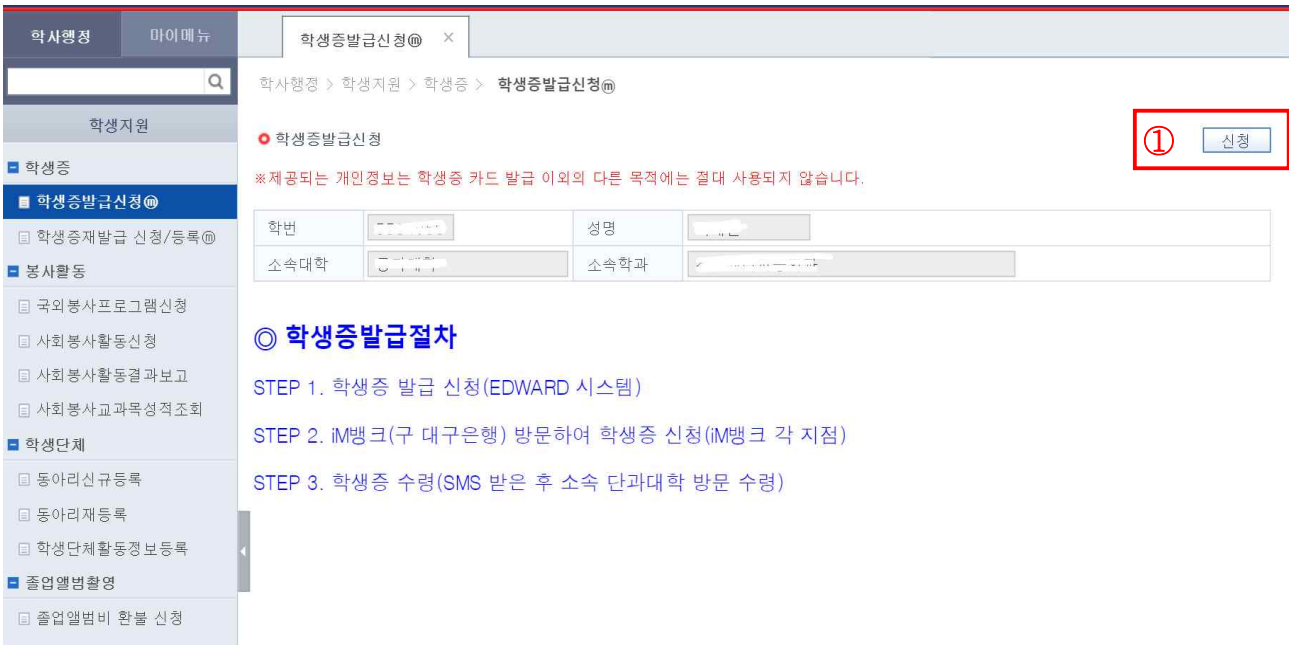 학사행정 마이메뉴
학생증발급신청ⓜ ×
학사행정 > 학생지원 > 학생증 > 학생증발급신청ⓜ
학생지원
학생증발급신청
① 신청
※제공되는 개인정보는 학생증 카드 발급 이외의 다른 목적에는 절대 사용되지 않습니다.
학번 성명
소속대학 소속학과
학생증
학생증발급신청ⓜ
학생증재발급 신청/등록ⓜ
봉사활동
국외봉사프로그램신청
사회봉사활동신청
사회봉사활동결과보고
사회봉사교과목성적조회
학생단체
동아리신규등록
동아리재등록
학생단체활동정보등록
졸업앨범촬영
졸업앨범비 환불 신청
◎ 학생증발급절차
STEP 1. 학생증 발급 신청(EDWARD 시스템)
STEP 2. iM뱅크(구 대구은행) 방문하여 학생증 신청(iM뱅크 각 지점)
STEP 3. 학생증 수령(SMS 받은 후 소속 단과대학 방문 수령)